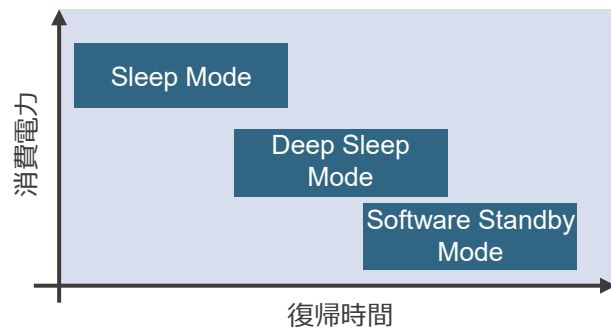 消費電力
Sleep Mode
Deep Sleep
Mode
Software Standby
Mode
復帰時間